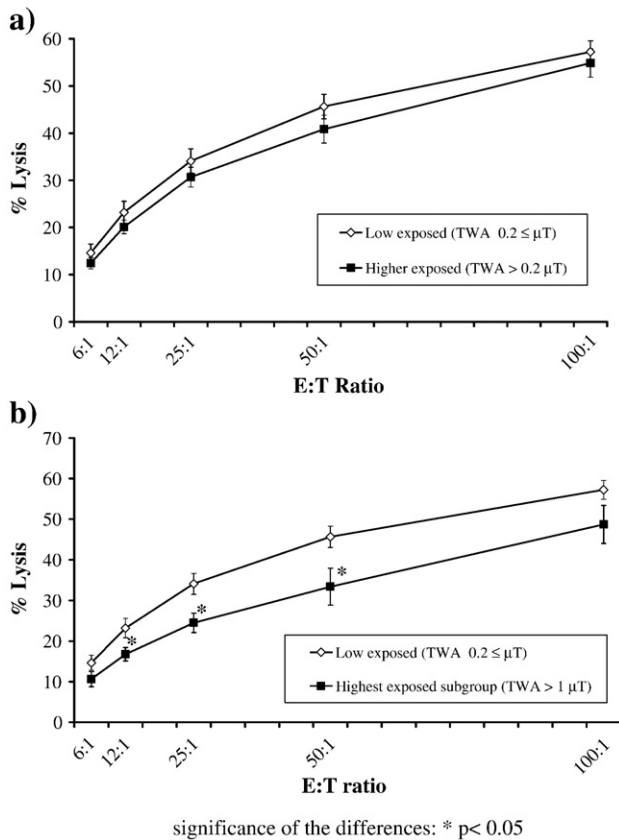 a)
60
50
40
30
20
10
0
% Lysis
Low exposed (TWA 0.2 ≤ μT)
Higher exposed (TWA > 0.2 μT)
6:1
12:1
25:1
50:1
100:1
E:T Ratio
b)
70
60
50
40
30
20
10
0
% Lysis
*
*
*
Low exposed (TWA 0.2 ≤ μT)
Highest exposed subgroup (TWA > 1 μT)
6:1
12:1
25:1
50:1
100:1
E:T ratio
significance of the differences: * p< 0.05